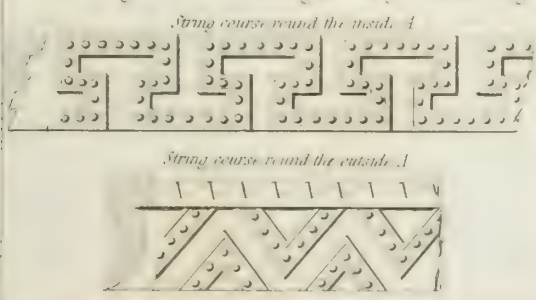 String course round the inside A
String course round the outside A